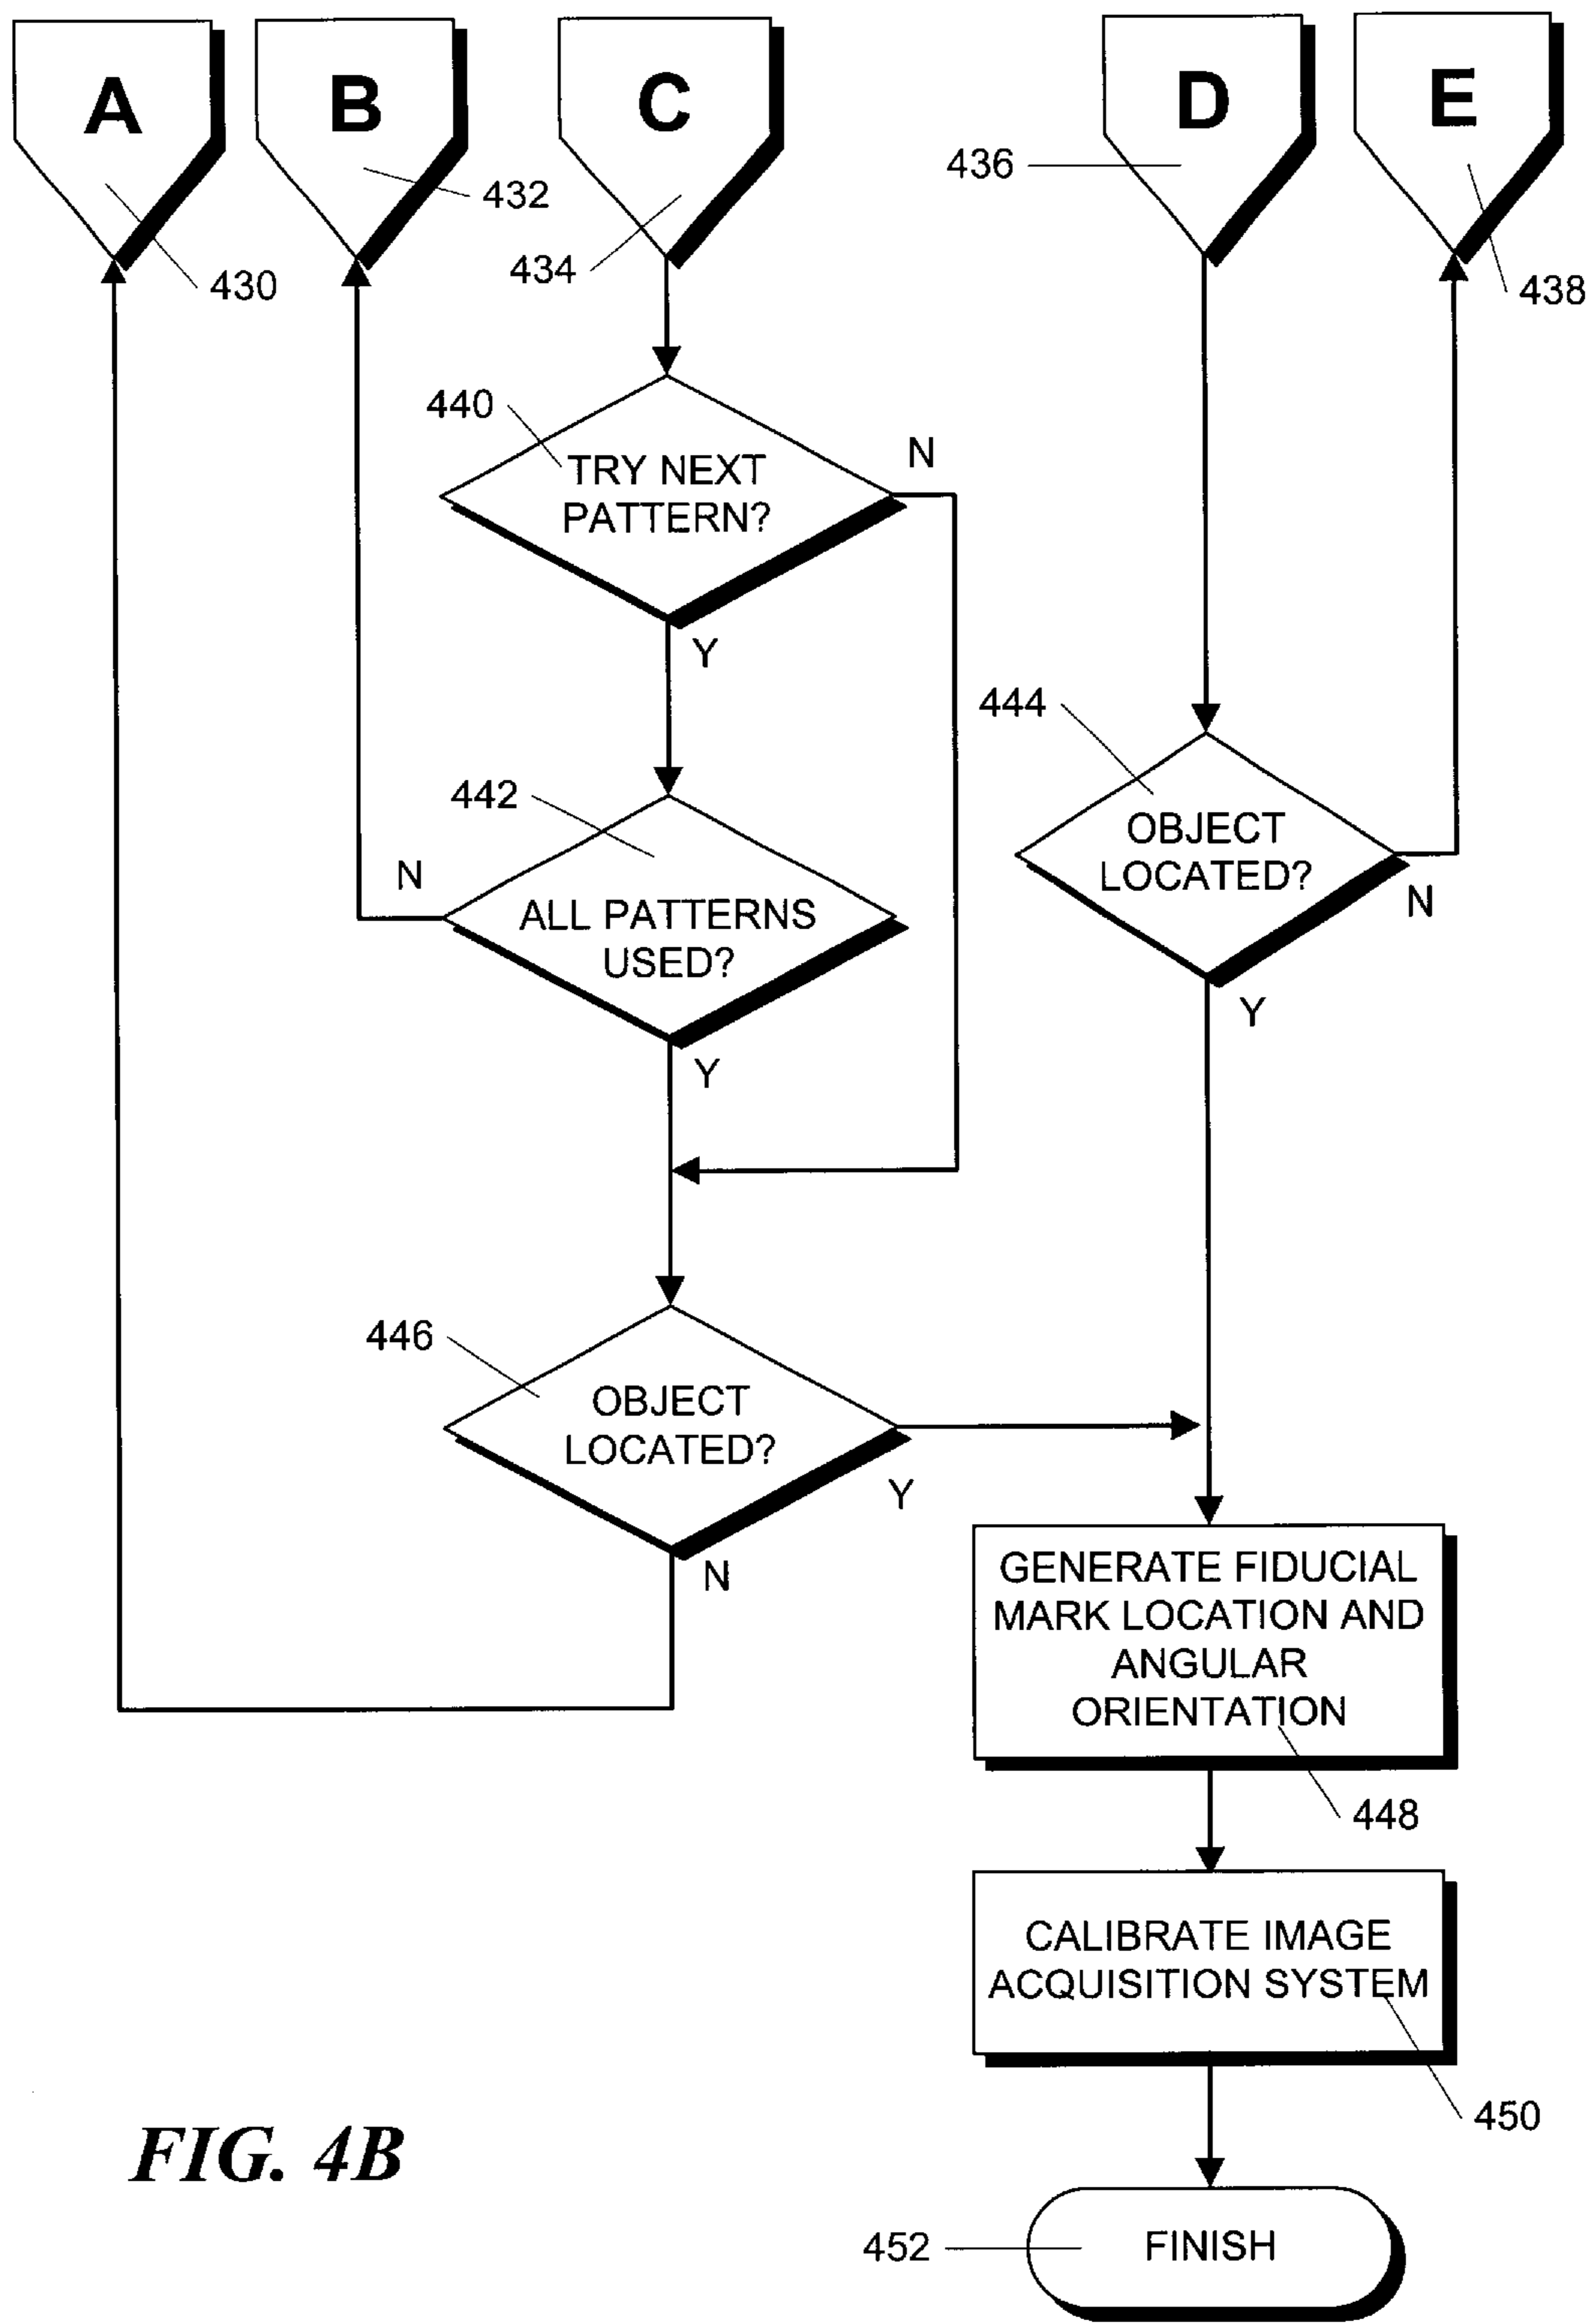 A
B
C
D
E
430
432
434
436
438
440
TRY NEXT
PATTERN?
N
Y
442
ALL PATTERNS
USED?
N
Y
444
OBJECT
LOCATED?
N
Y
446
OBJECT
LOCATED?
Y
N
GENERATE FIDUCIAL
MARK LOCATION AND
ANGULAR
ORIENTATION
448
CALIBRATE IMAGE
ACQUISITION SYSTEM
450
FIG. 4B
452
FINISH